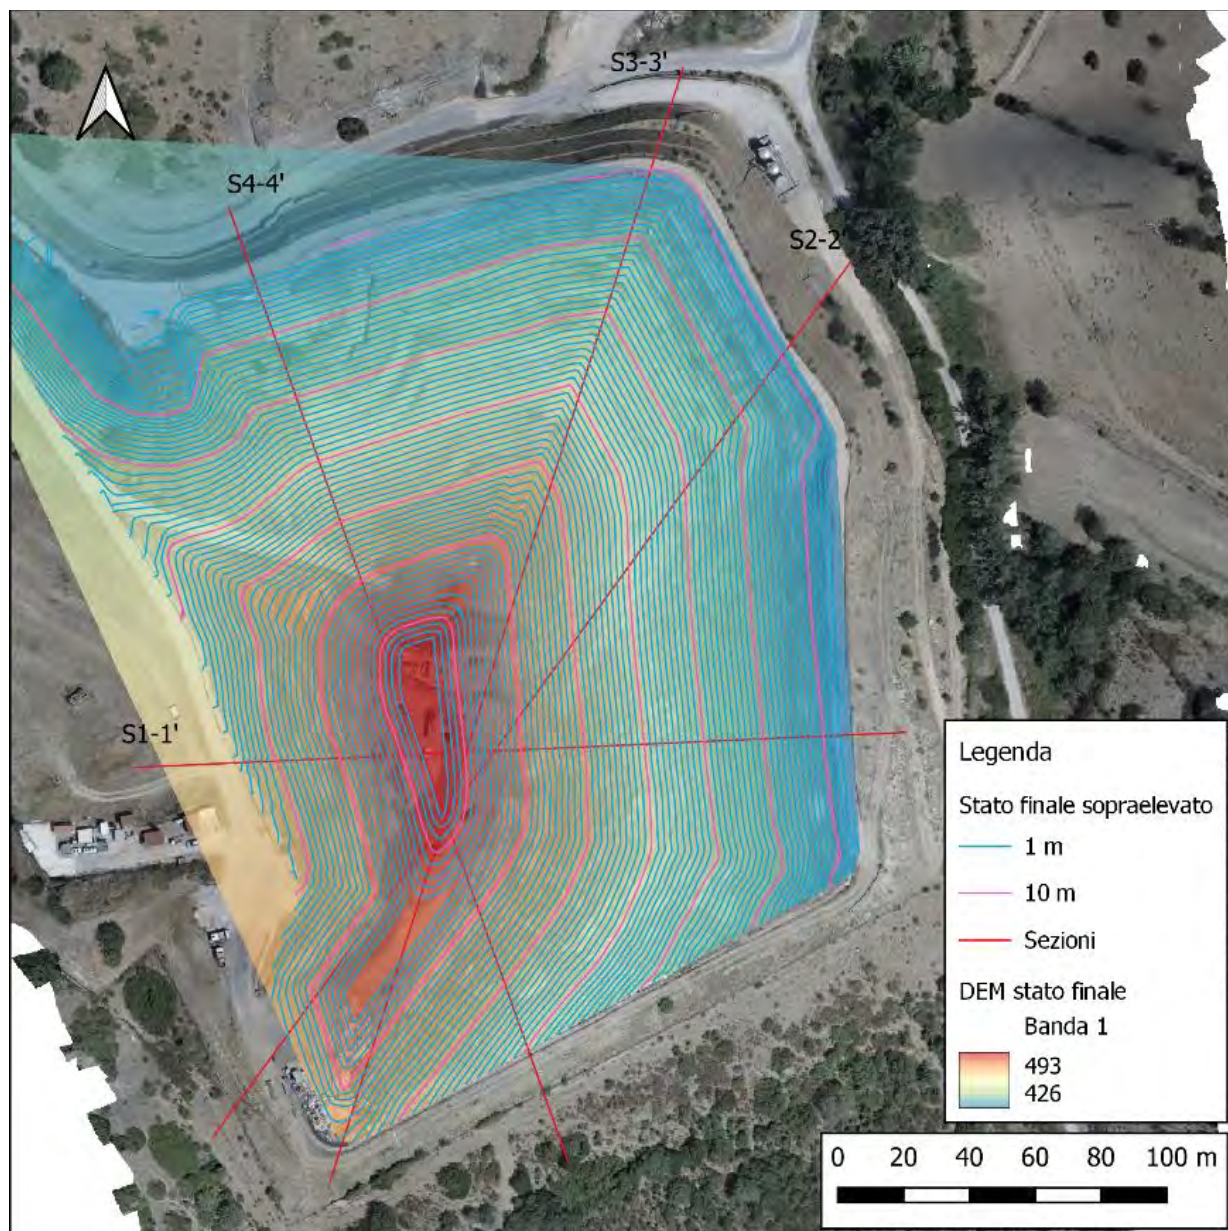 S3-3'
S4-4'
S2-2'
S1-1'
Legenda
Stato finale sopraelevato
1 m
10 m
Sezioni
DEM stato finale
Banda 1
493
426
0 20 40 60 80 100 m